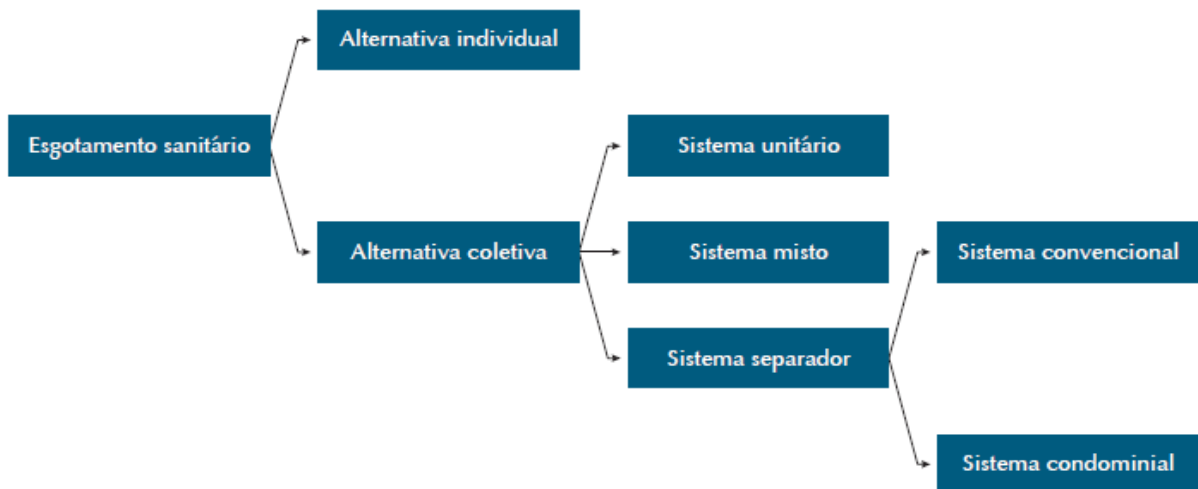 Alternativa individual
Esgotamento sanitário
Sistema unitário
Alternativa coletiva
Sistema misto
Sistema convencional
Sistema separador
Sistema condominial